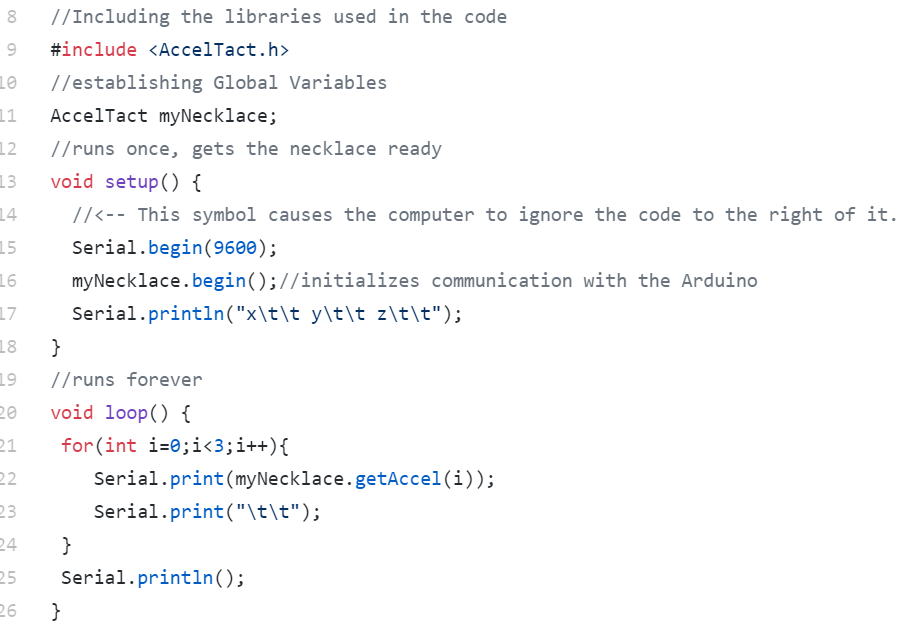 8 //Including the libraries used in the code
9 #include <AccelTact.h>
10 //establishing Global Variables
11 AccelTact myNecklace;
12 //runs once, gets the necklace ready
13 void setup() {
14 //<-- This symbol causes the computer to ignore the code to the right of it.
15 Serial.begin(9600);
16 myNecklace.begin();//initializes communication with the Arduino
17 Serial.println("x\t\t y\t\t z\t\t");
18 }
19 //runs forever
20 void loop() {
21 for(int i=0;i<3;i++){
22 Serial.print(myNecklace.getAccel(i));
23 Serial.print("\t\t");
24 }
25 Serial.println();
26 }